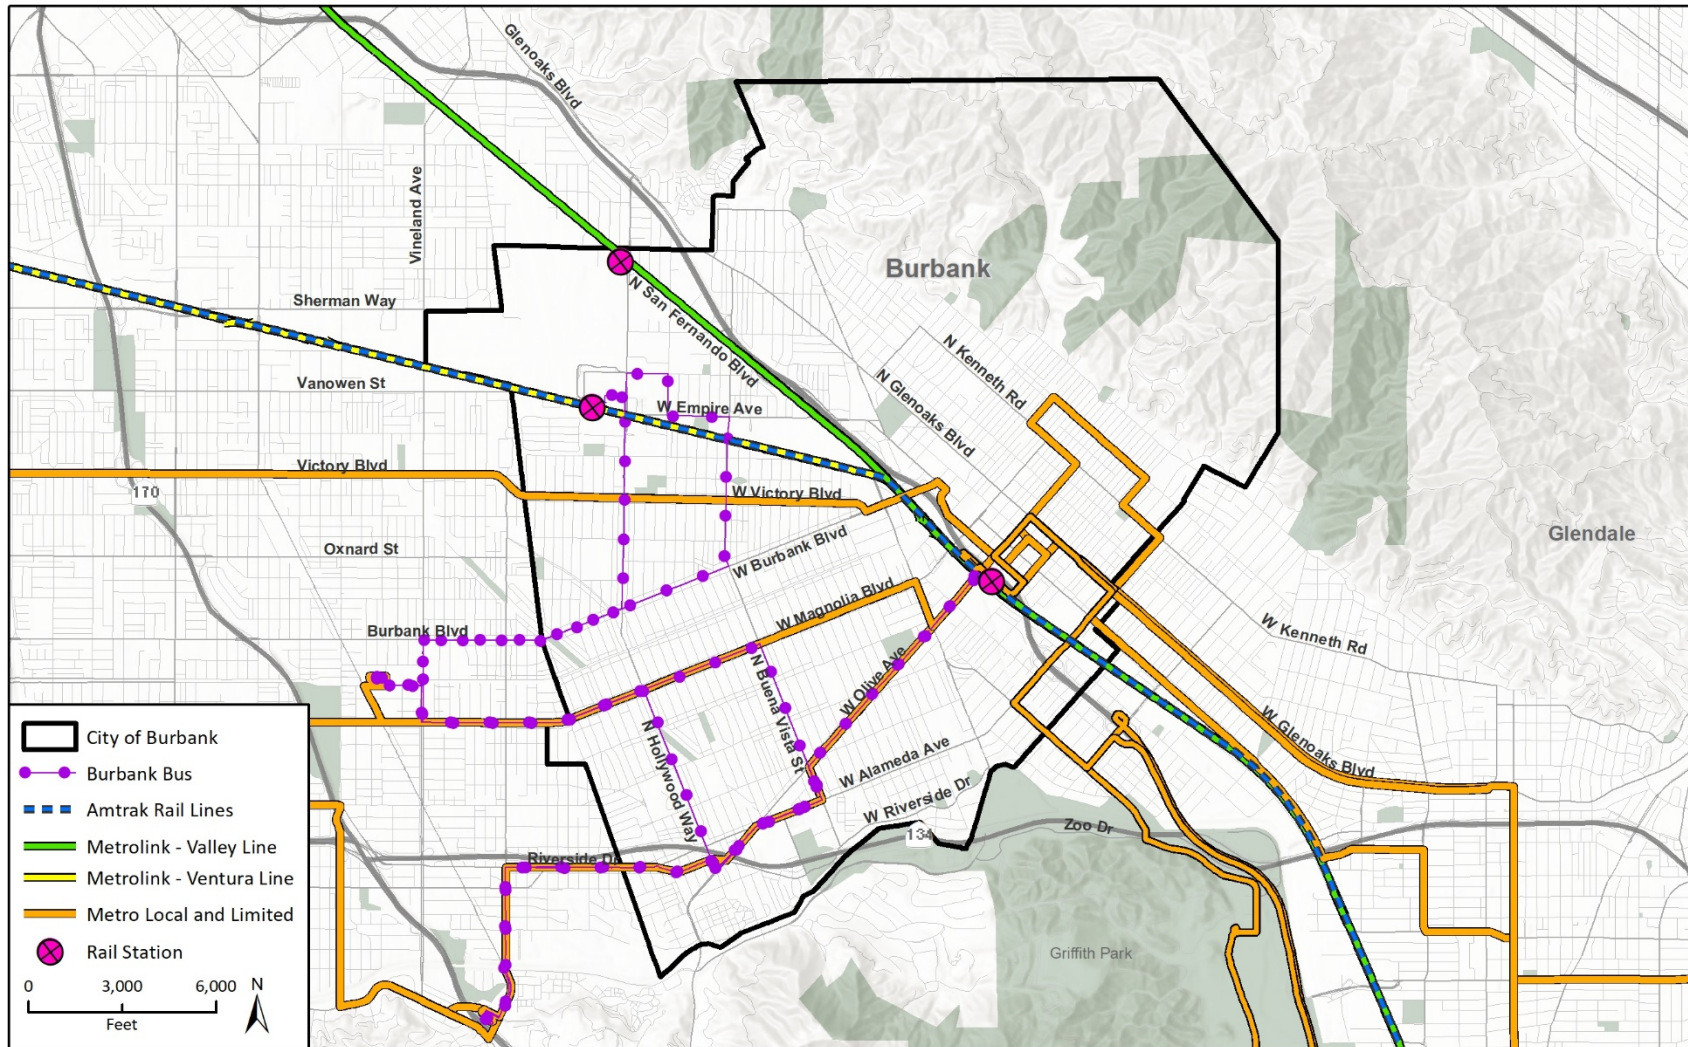 Glenoaks Blvd
Vineland Ave
Burbank
N San Fernando Blvd
Sherman Way
N Kenneth Rd
Vanowen St
N Glenoaks Blvd
W Empire Ave
Victory Blvd
170
W Victory Blvd
Glendale
Oxnard St
W Burbank Blvd
W Magnolia Blvd
Burbank Blvd
W Kenneth Rd
N Buena Vista St
W Olive Ave
N Hollywood Way
W Glenoaks Blvd
W Alameda Ave
W Riverside Dr
134
Zoo Dr
Riverside Dr
Griffith Park
City of Burbank
Burbank Bus
Amtrak Rail Lines
Metrolink - Valley Line
Metrolink - Ventura Line
Metro Local and Limited
Rail Station
0 3,000 6,000
Feet
N